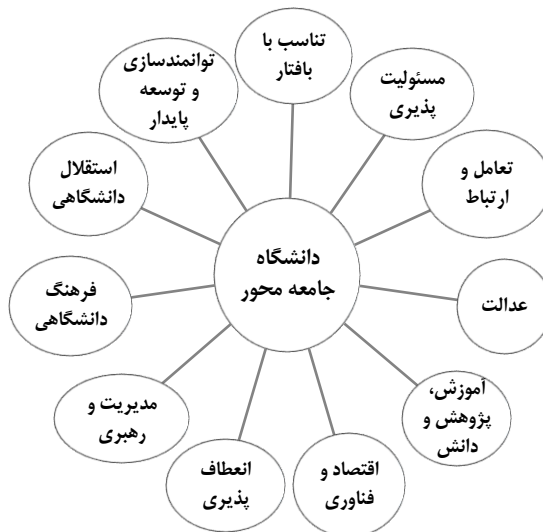 تناسب با
بافتار
مسئولیت
پذیری
تعامل و
ارتباط
عدالت
آموزش،
پژوهش و
دانش
اقتصاد و
فناوری
انعطاف
پذیری
مدیریت و
رهبری
فرهنگ
دانشگاهی
استقلال
دانشگاهی
توانمندسازی
و توسعه
پایدار
دانشگاه
جامعه محور